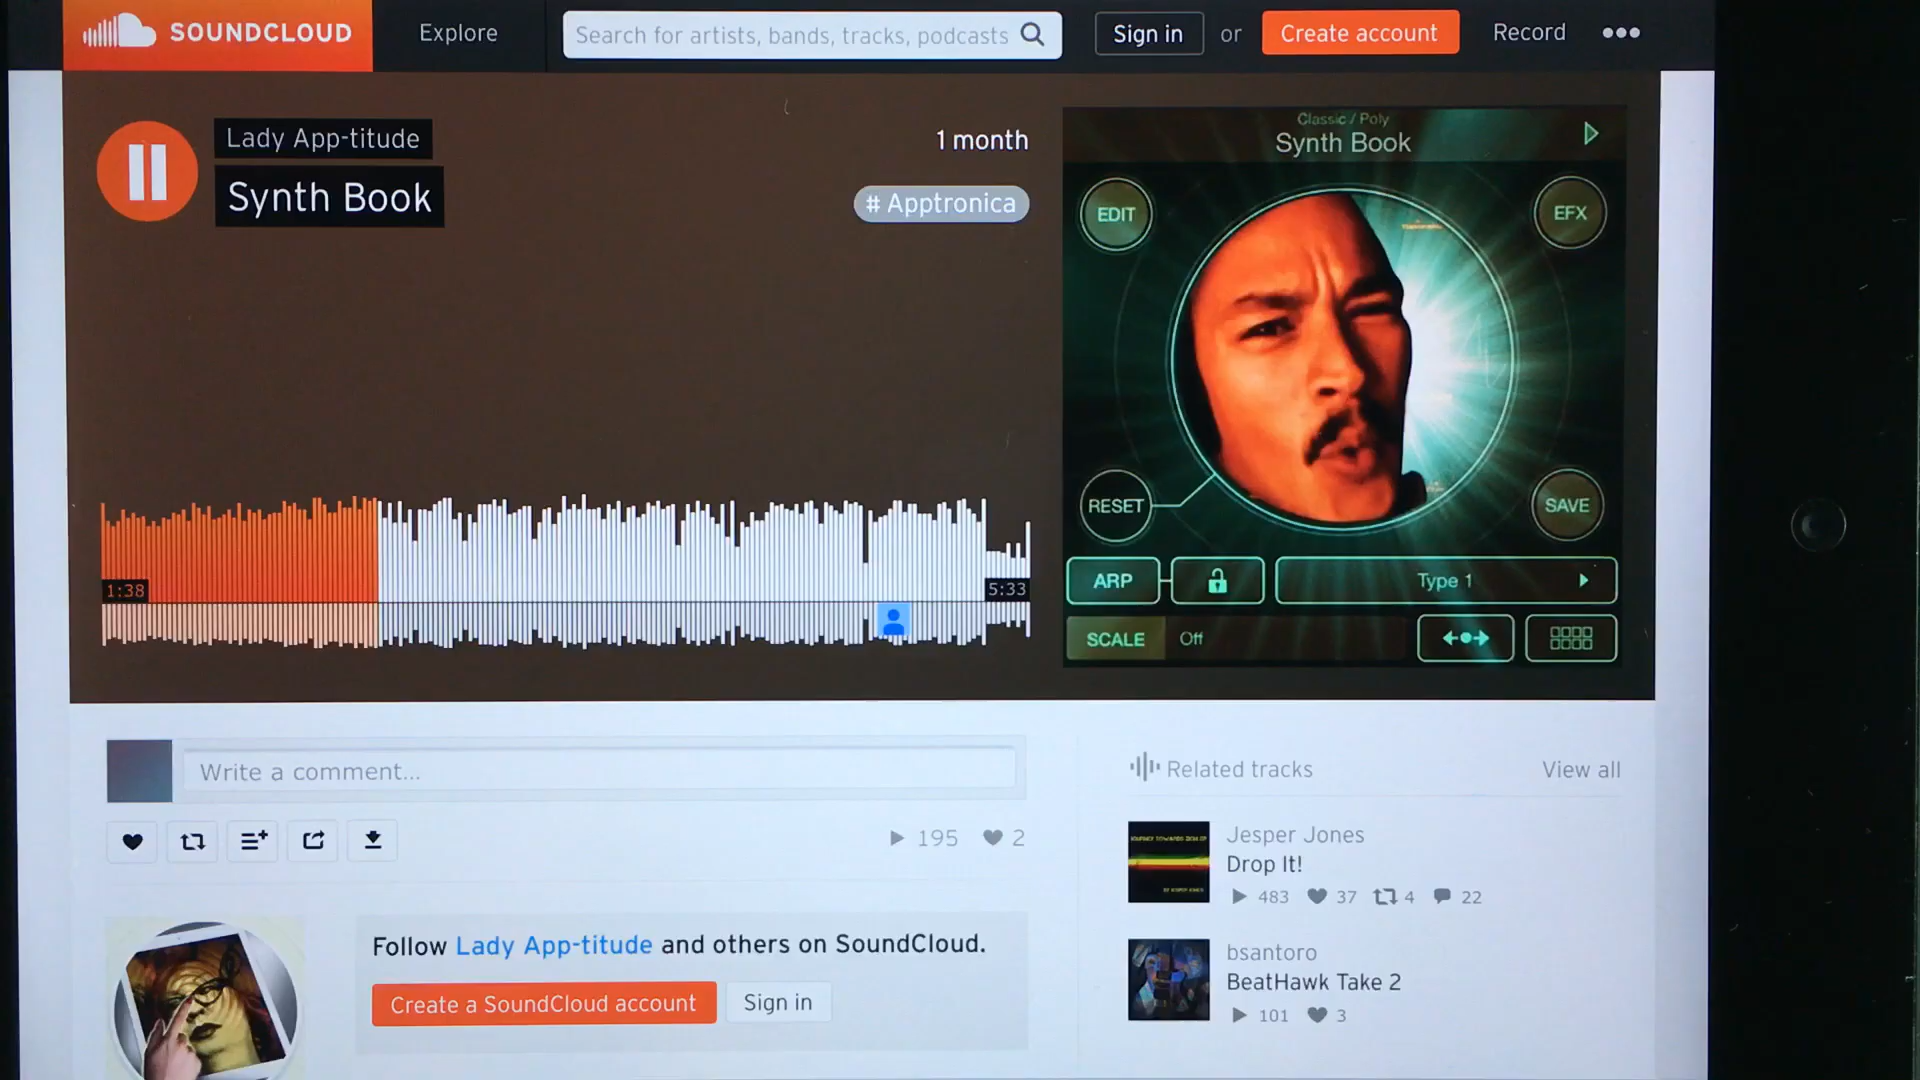 SOUNDCLOUD
Explore
Search for artists, bands, tracks, podcasts
Sign in or Create account
Record
Lady App-titude
Synth Book
1 month
# Apptronica
1:38
5:33
Classic / Poly
Synth Book
EDIT
EFX
RESET
SAVE
ARP
Type 1
SCALE Off
Write a comment...
195 2
Follow Lady App-titude and others on SoundCloud.
Create a SoundCloud account
Sign in
Related tracks
View all
Jesper Jones
Drop It!
483 37 4 22
bsantoro
BeatHawk Take 2
101 3